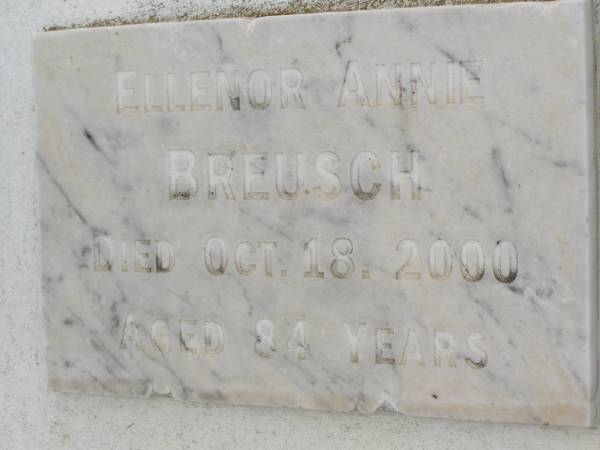 ELLENOR ANNIE
BREUSCH
DIED OCT. 18. 2000
AGED 84 YEARS